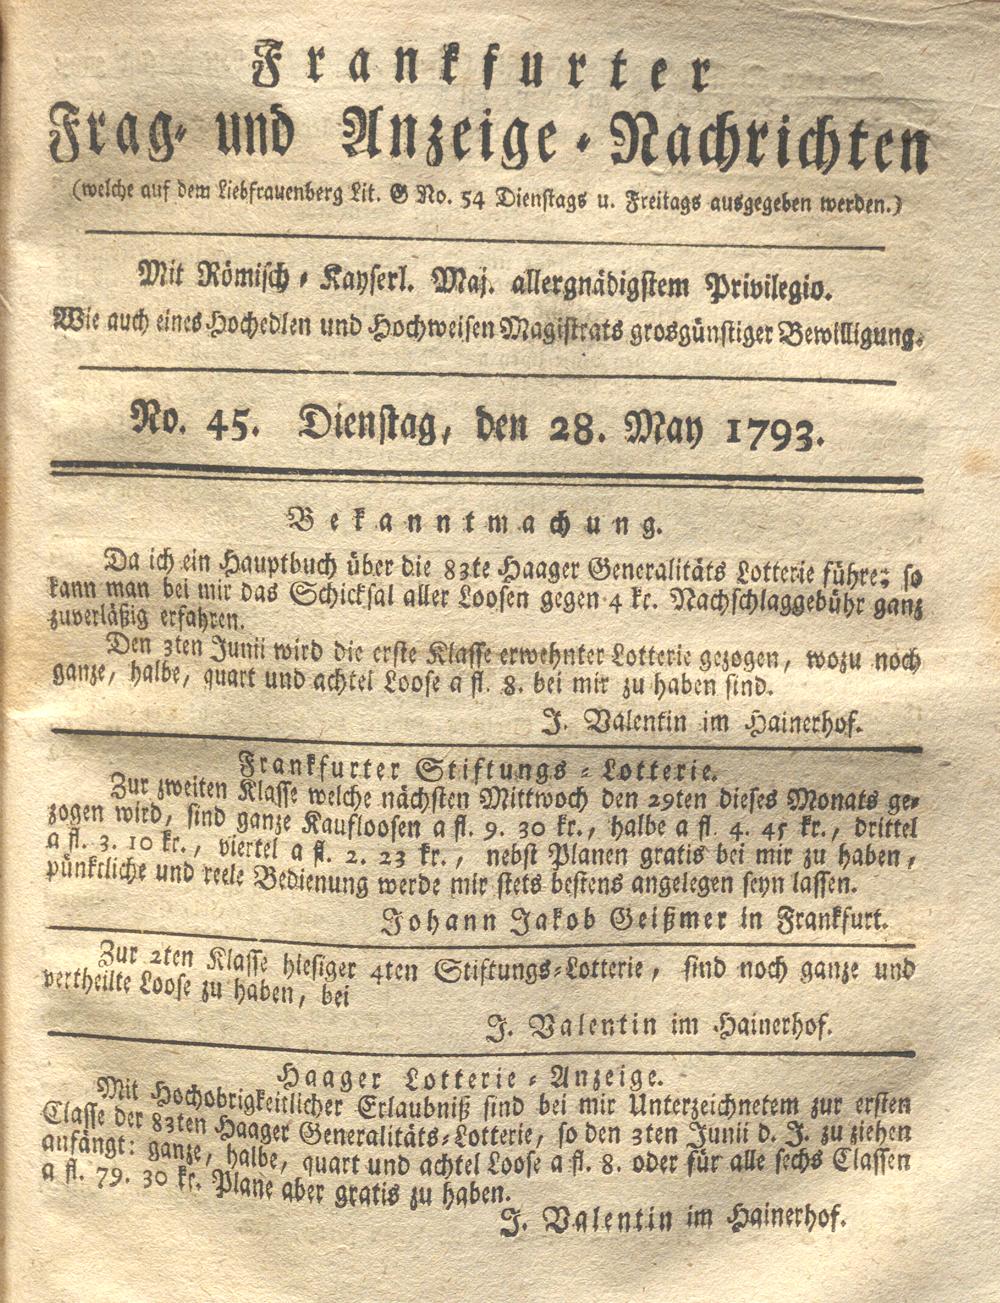 Frankfurter
Frag- und Anzeige-Nachrichten
(welche auf dem Liebfrauenberg Lit. G No. 54 Dienstags u. Freitags ausgegeben werden.)
Mit Römisch-Kayserl. Maj. allergnädigstem Privilegio.
Wie auch eines Hochedlen und Hochweisen Magistrats grosgünstiger Bewilligung.
No. 45. Dienstag, den 28. May 1793.
Bekanntmachung.
Da ich ein Hauptbuch über die 83te Haager Generalitäts Lotterie führe; so
kann man bei mir das Schicksal aller Loosen gegen 4 kr. Nachschlaggebühr ganz
zuverläßig erfahren.
Den 3ten Junii wird die erste Klasse erwehnter Lotterie gezogen, wozu noch
ganze, halbe, quart und achtel Loose a fl. 8. bei mir zu haben sind.
J. Valentin im Hainerhof.
Frankfurter Stiftungs-Lotterie.
Zur zweiten Klasse welche nächsten Mittwoch den 29ten dieses Monats ge-
zogen wird, sind ganze Kaufloosen a fl. 9. 30 kr., halbe a fl. 4. 45 kr., drittel
a fl. 3. 10 kr., viertel a fl. 2. 23 kr., nebst Planen gratis bei mir zu haben,
pünktliche und reele Bedienung werde mir stets bestens angelegen seyn lassen.
Johann Jakob Geißmer in Frankfurt.
Zur 2ten Klasse hiesiger 4ten Stiftungs-Lotterie, sind noch ganze und
vertheilte Loose zu haben, bei
J. Valentin im Hainerhof.
Haager Lotterie-Anzeige.
Mit Hochobrigkeitlicher Erlaubniß sind bei mir Unterzeichnetem zur ersten
Classe der 83ten Haager Generalitäts-Lotterie, so den 3ten Junii d. J. zu ziehen
anfängt: ganze, halbe, quart und achtel Loose a fl. 8. oder für alle sechs Classen
a fl. 79. 30 kr. Plane aber gratis zu haben.
J. Valentin im Hainerhof.